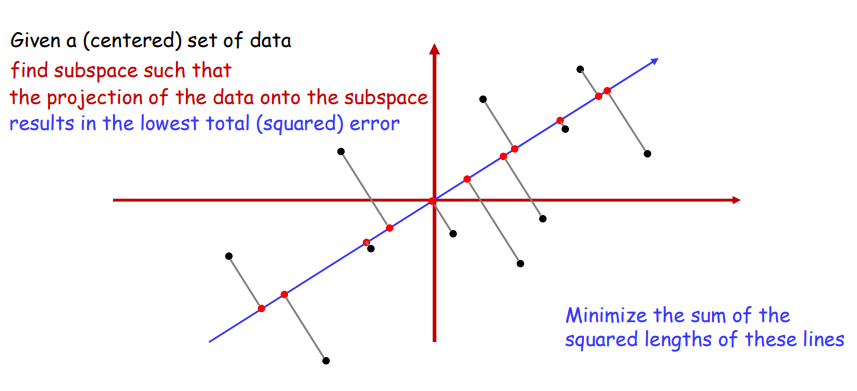 Given a (centered) set of data
find subspace such that
the projection of the data onto the subspace
results in the lowest total (squared) error
Minimize the sum of the
squared lengths of these lines